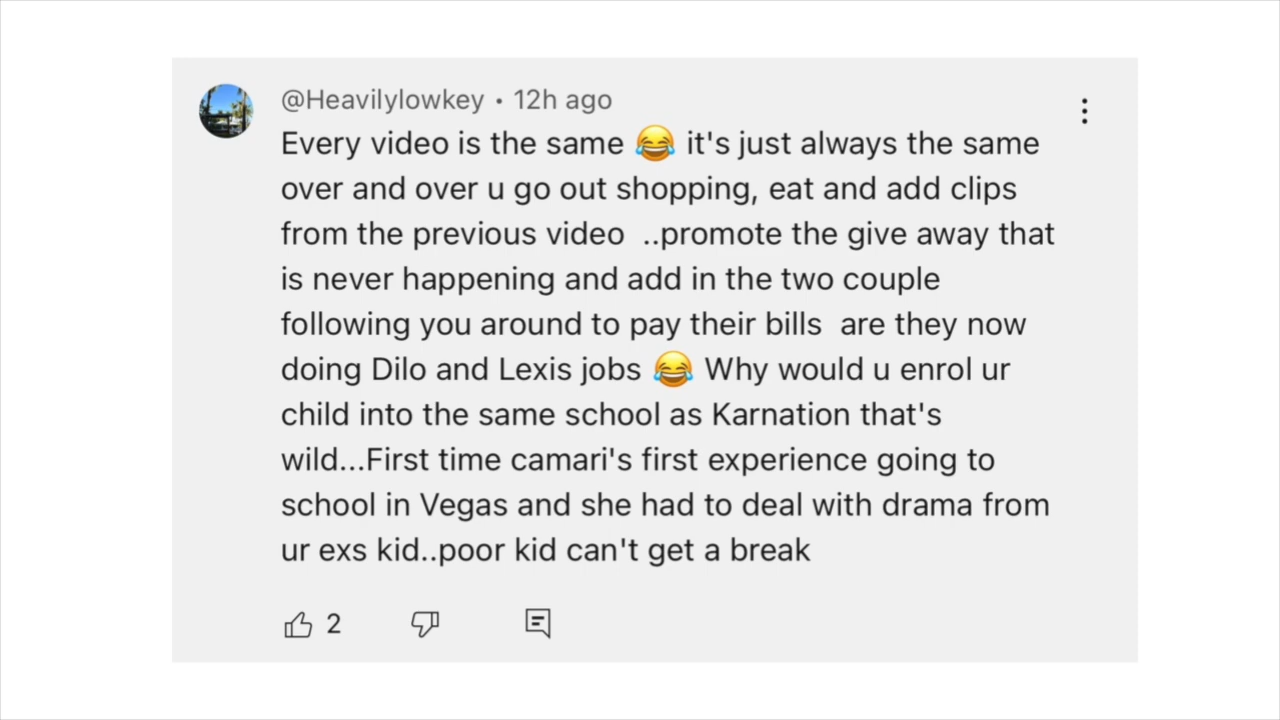 @Heavilylowkey • 12h ago
Every video is the same 😂 it's just always the same
over and over u go out shopping, eat and add clips
from the previous video  ..promote the give away that
is never happening and add in the two couple
following you around to pay their bills  are they now
doing Dilo and Lexis jobs 😂 Why would u enrol ur
child into the same school as Karnation that's
wild...First time camari's first experience going to
school in Vegas and she had to deal with drama from
ur exs kid..poor kid can't get a break
2